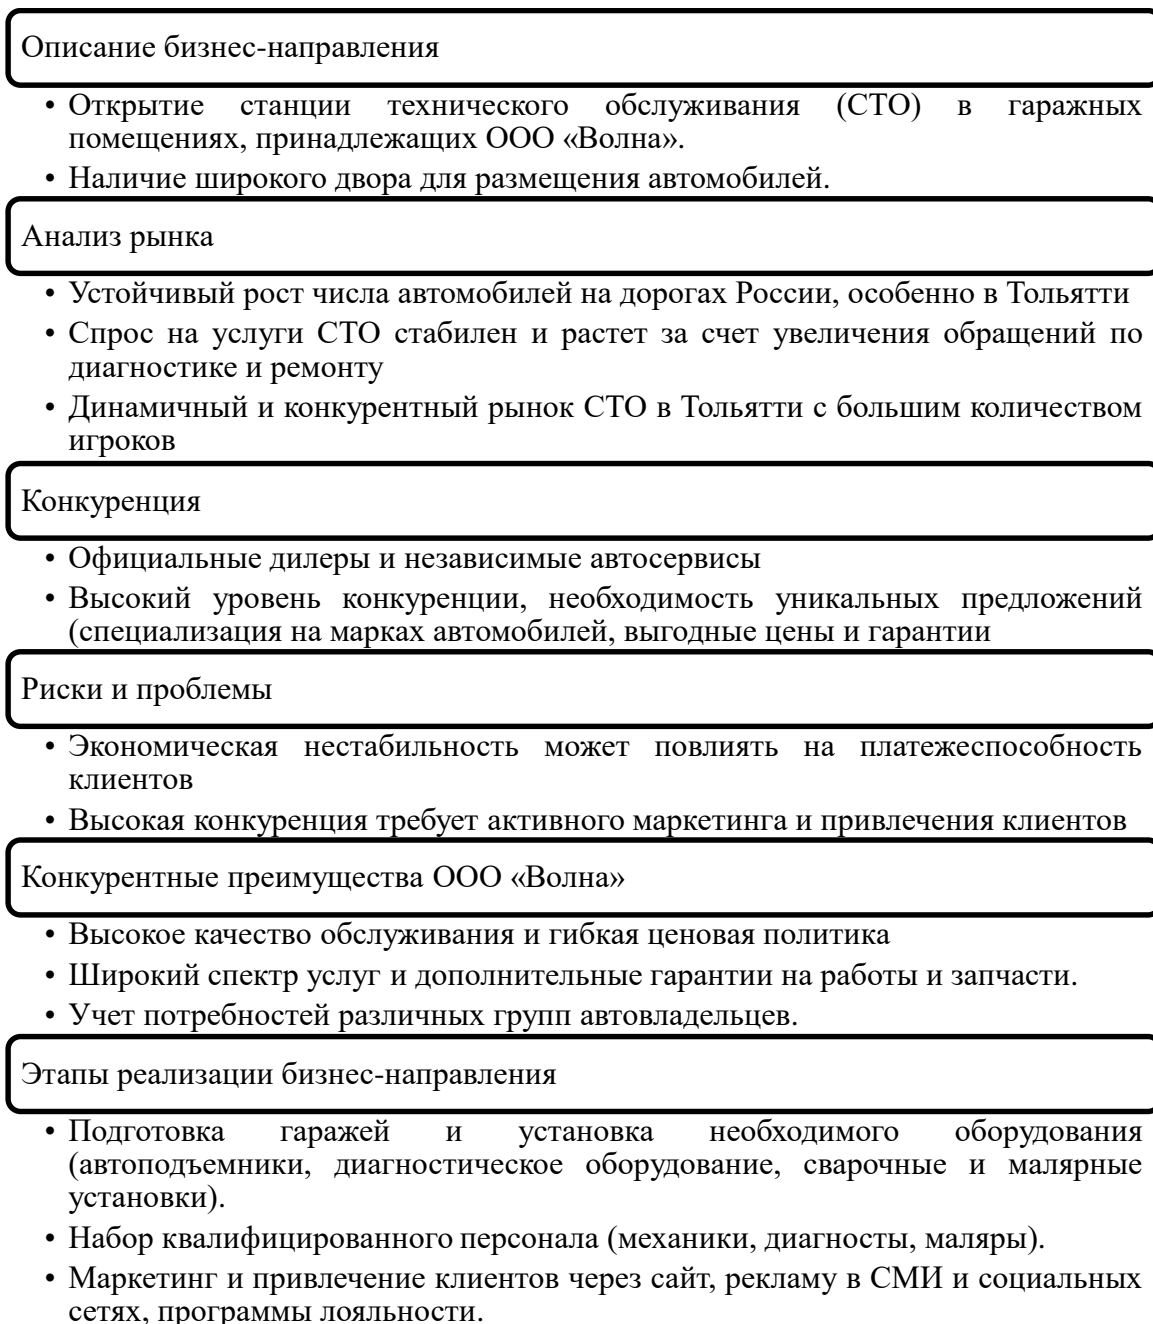 Описание бизнес-направления
• Открытие станции технического обслуживания (СТО) в гаражных
помещениях, принадлежащих ООО «Волна».
• Наличие широкого двора для размещения автомобилей.
Анализ рынка
• Устойчивый рост числа автомобилей на дорогах России, особенно в Тольятти
• Спрос на услуги СТО стабилен и растет за счет увеличения обращений по
диагностике и ремонту
• Динамичный и конкурентный рынок СТО в Тольятти с большим количеством
игроков
Конкуренция
• Официальные дилеры и независимые автосервисы
• Высокий уровень конкуренции, необходимость уникальных предложений
(специализация на марках автомобилей, выгодные цены и гарантии
Риски и проблемы
• Экономическая нестабильность может повлиять на платежеспособность
клиентов
• Высокая конкуренция требует активного маркетинга и привлечения клиентов
Конкурентные преимущества ООО «Волна»
• Высокое качество обслуживания и гибкая ценовая политика
• Широкий спектр услуг и дополнительные гарантии на работы и запчасти.
• Учет потребностей различных групп автовладельцев.
Этапы реализации бизнес-направления
• Подготовка гаражей и установка необходимого оборудования
(автоподъемники, диагностическое оборудование, сварочные и малярные
установки).
• Набор квалифицированного персонала (механики, диагносты, маляры).
• Маркетинг и привлечение клиентов через сайт, рекламу в СМИ и социальных
сетях, программы лояльности.